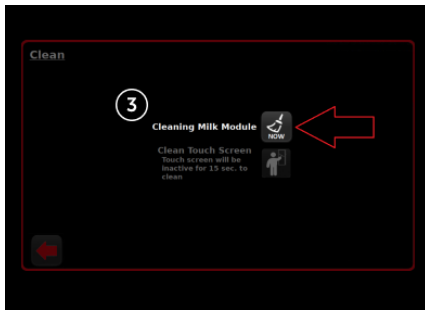 Clean
3
Cleaning Milk Module
NOW
Clean Touch Screen
Touch screen will be
inactive for 15 sec. to
clean